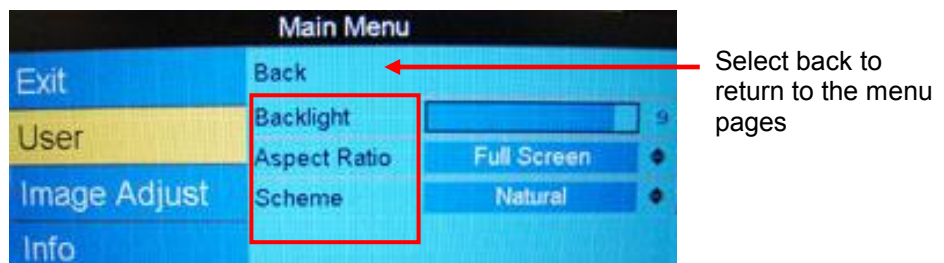 Main Menu
Exit
User
Image Adjust
Info
Back
Backlight 9
Aspect Ratio Full Screen
Scheme Natural
Select back to
return to the menu
pages